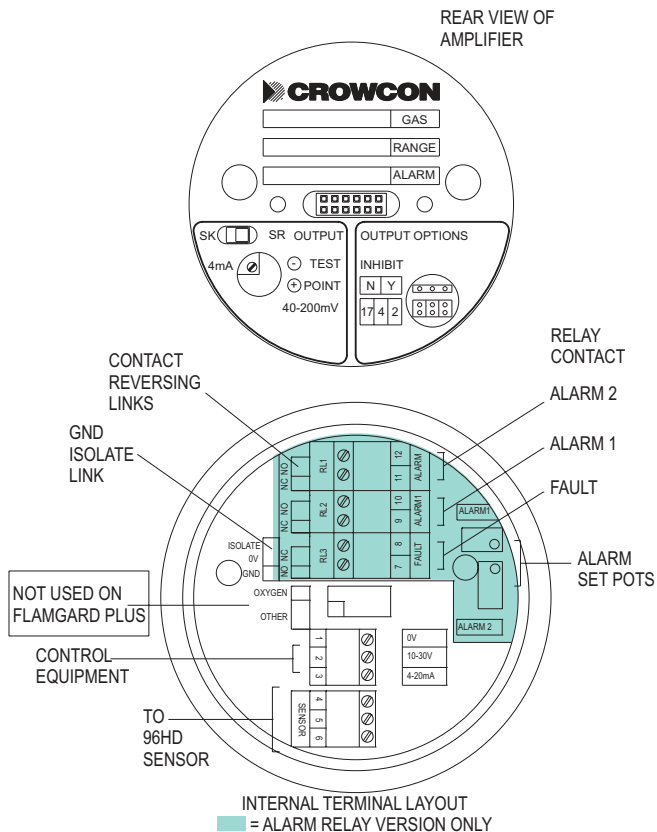 REAR VIEW OF
AMPLIFIER
CROWCON
GAS
RANGE
ALARM
SK SR OUTPUT
4mA
- TEST
+ POINT
40-200mV
OUTPUT OPTIONS
INHIBIT
N Y
17 4 2
RELAY
CONTACT
CONTACT
REVERSING
LINKS
ALARM 2
GND
ISOLATE
LINK
ALARM 1
FAULT
NC NO
RL1
12
11
ALARM
NC NO
RL2
10
9
ALARM1
ALARM1
NO NC
RL3
8
7
FAULT
ISOLATE
0V
GND
ALARM
SET POTS
NOT USED ON
FLAMGARD PLUS
OXYGEN
OTHER
ALARM 2
CONTROL
EQUIPMENT
1
2
3
0V
10-30V
4-20mA
TO
96HD
SENSOR
SENSOR
4
5
6
INTERNAL TERMINAL LAYOUT
= ALARM RELAY VERSION ONLY